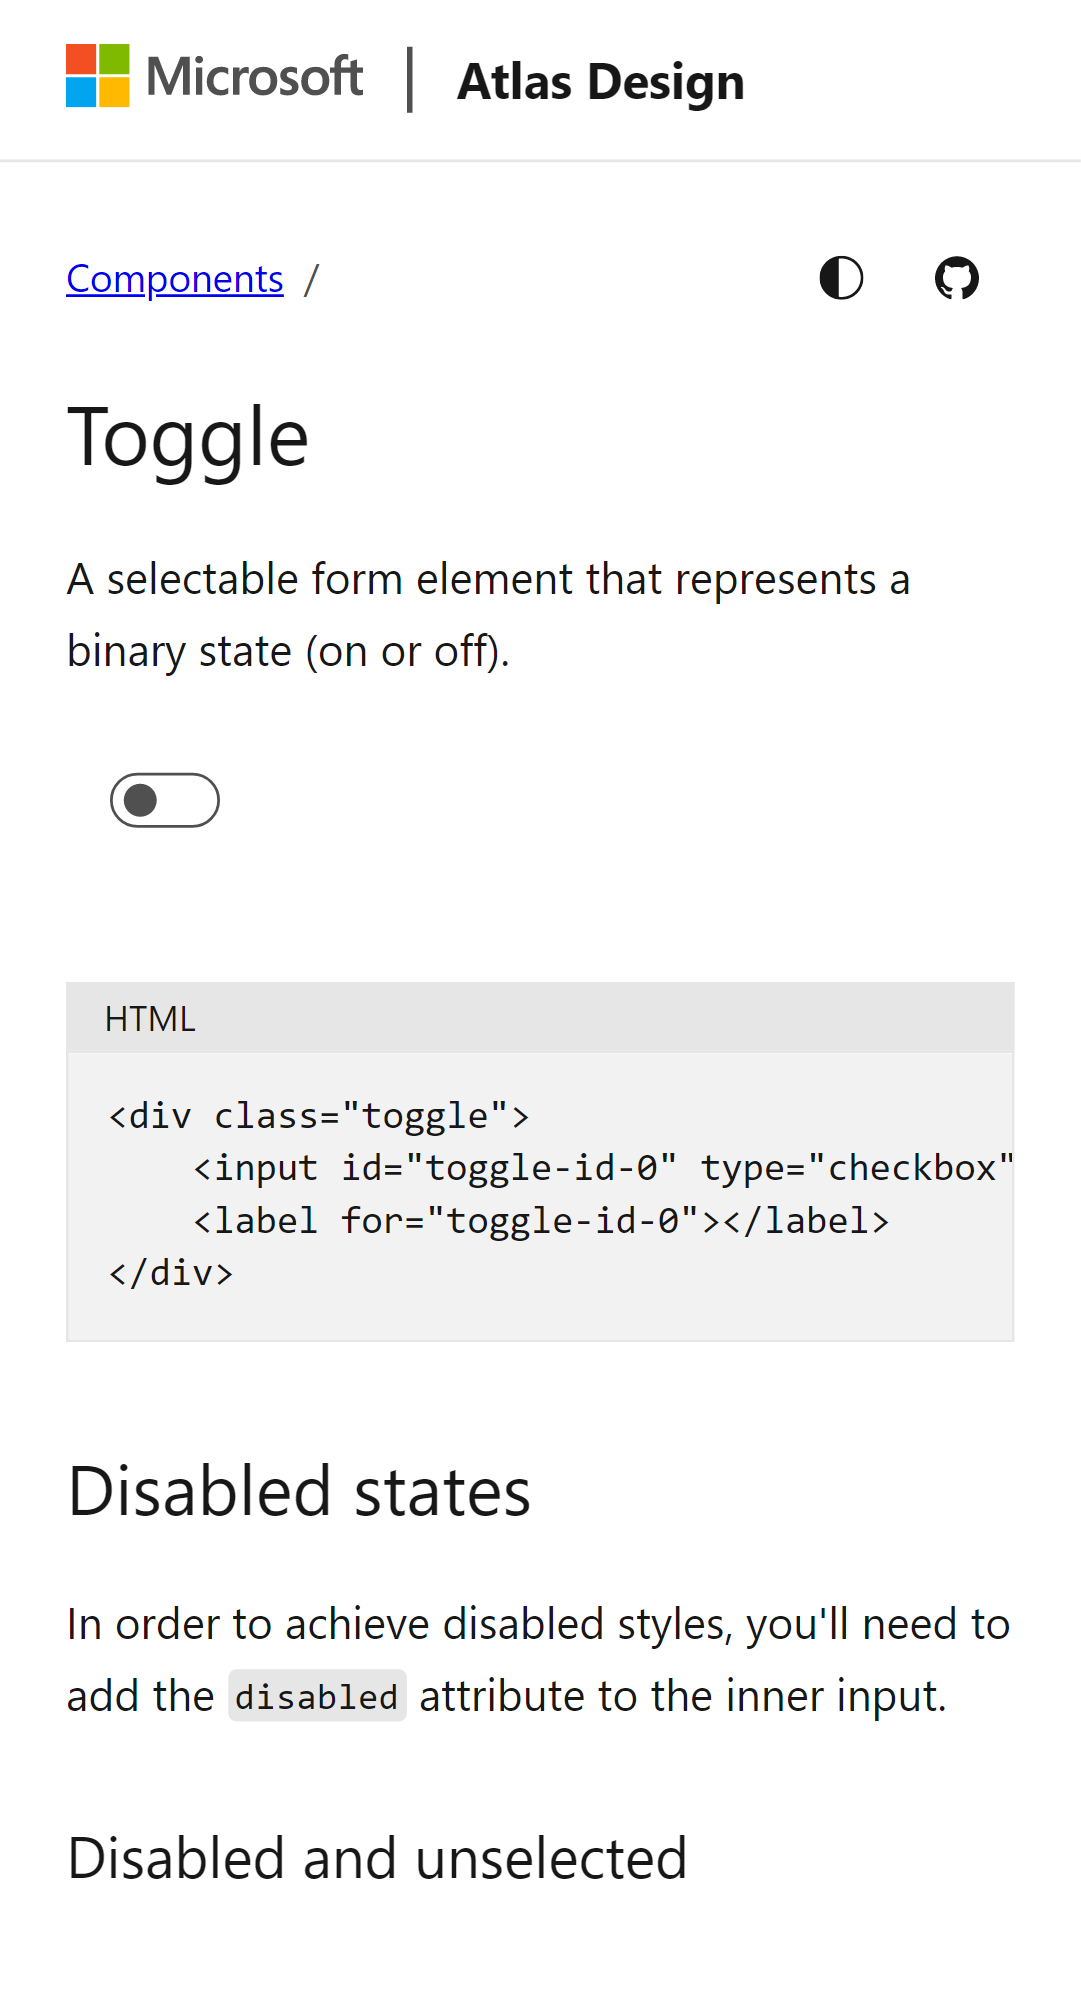 Microsoft | Atlas Design
Components /
Toggle
A selectable form element that represents a
binary state (on or off).
HTML
<div class="toggle">
    <input id="toggle-id-0" type="checkbox"
    <label for="toggle-id-0"></label>
</div>
Disabled states
In order to achieve disabled styles, you'll need to
add the disabled attribute to the inner input.
Disabled and unselected